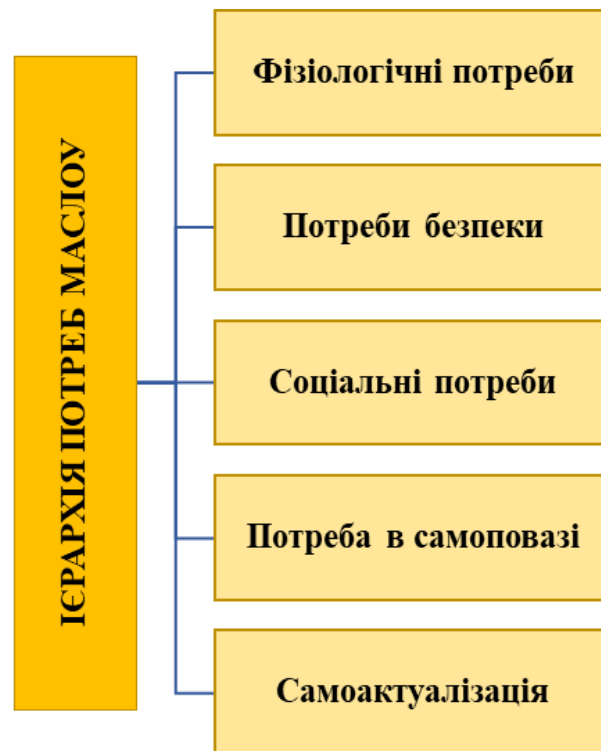 ІЄРАРХІЯ ПОТРЕБ МАСЛОУ
Фізіологічні потреби
Потреби безпеки
Соціальні потреби
Потреба в самоповазі
Самоактуалізація